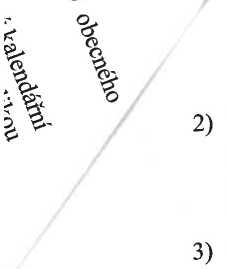 obecného
kalendářní
2)
3)